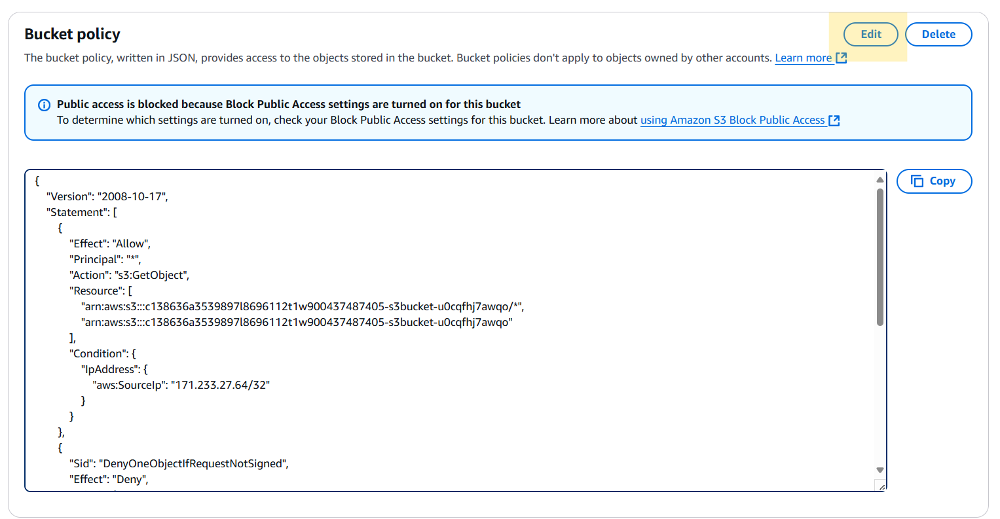 Bucket policy
Edit
Delete
The bucket policy, written in JSON, provides access to the objects stored in the bucket. Bucket policies don't apply to objects owned by other accounts. Learn more
Public access is blocked because Block Public Access settings are turned on for this bucket
To determine which settings are turned on, check your Block Public Access settings for this bucket. Learn more about using Amazon S3 Block Public Access
Copy
{
"Version": "2008-10-17",
"Statement": [
{
"Effect": "Allow",
"Principal": "*",
"Action": "s3:GetObject",
"Resource": [
"arn:aws:s3:::c138636a3539897l8696112t1w900437487405-s3bucket-u0cqfhj7awqo/*",
"arn:aws:s3:::c138636a3539897l8696112t1w900437487405-s3bucket-u0cqfhj7awqo"
],
"Condition": {
"IpAddress": {
"aws:SourceIp": "171.233.27.64/32"
}
}
},
{
"Sid": "DenyOneObjectIfRequestNotSigned",
"Effect": "Deny",